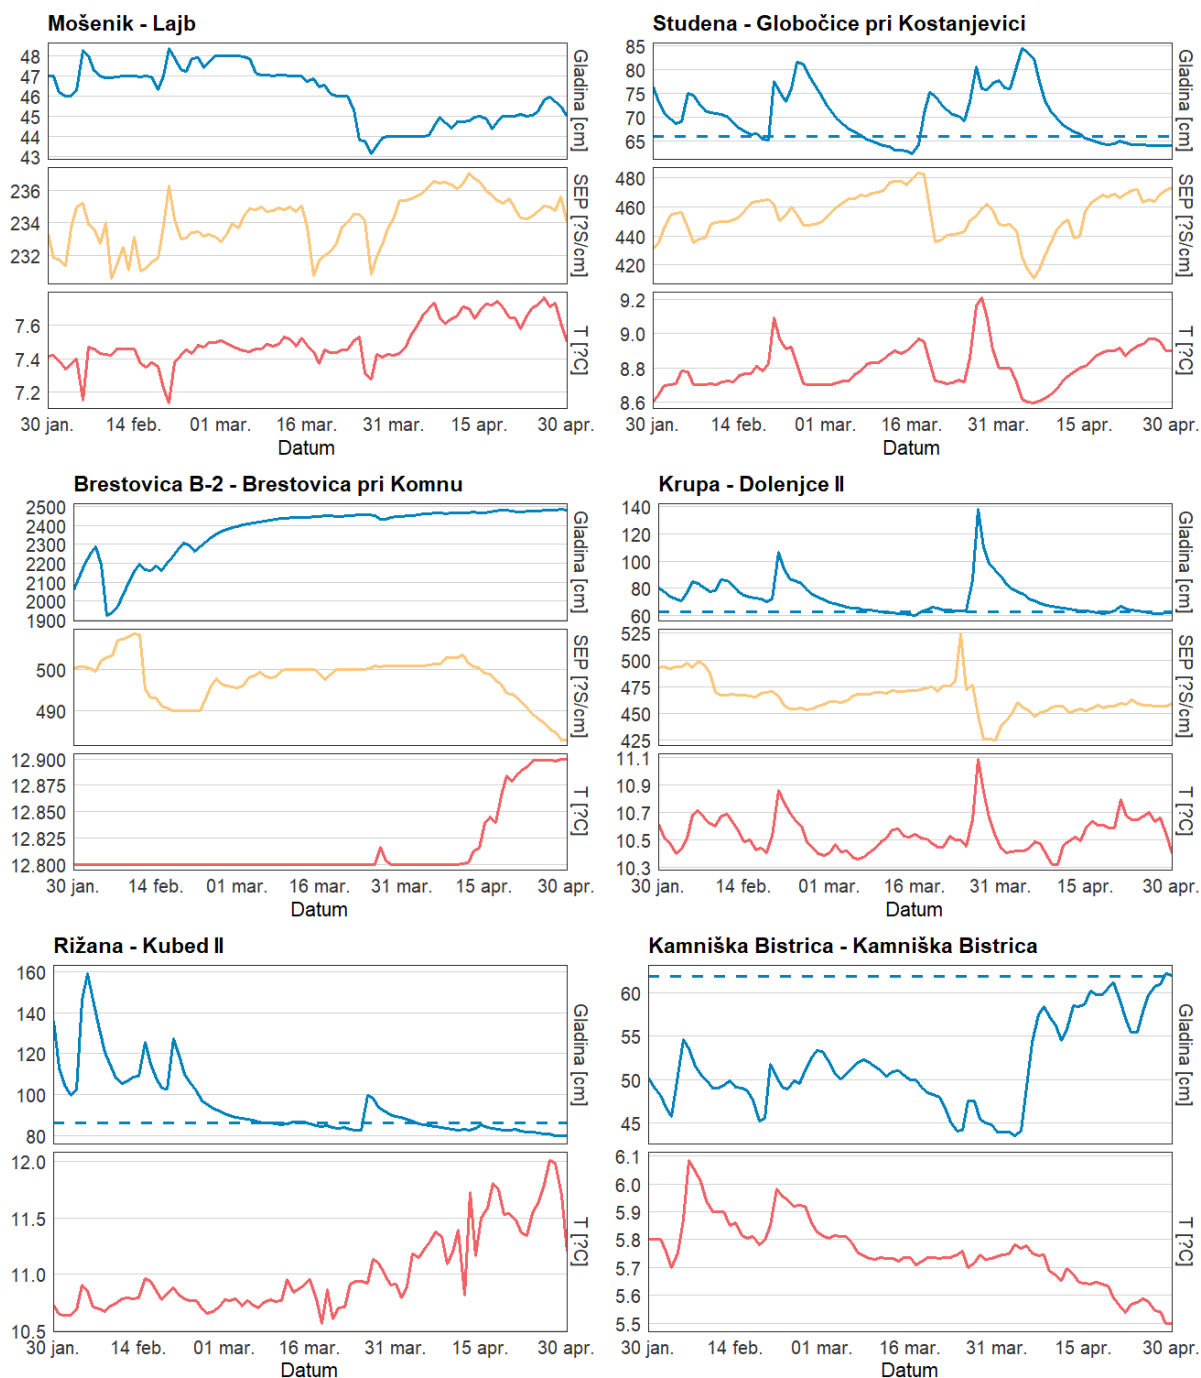 Mošenik - Lajb
48
47
46
45
44
43
Gladina [cm]
236
234
232
SEP [?S/cm]
7.6
7.4
7.2
T [?C]
30 jan. 14 feb. 01 mar. 16 mar. 31 mar. 15 apr. 30 apr.
Datum
Studena - Globočice pri Kostanjevici
85
80
75
70
65
Gladina [cm]
480
460
440
420
SEP [?S/cm]
9.2
9.0
8.8
8.6
T [?C]
30 jan. 14 feb. 01 mar. 16 mar. 31 mar. 15 apr. 30 apr.
Datum
Brestovica B-2 - Brestovica pri Komnu
2500
2400
2300
2200
2100
2000
1900
Gladina [cm]
500
490
SEP [?S/cm]
12.900
12.875
12.850
12.825
12.800
T [?C]
30 jan. 14 feb. 01 mar. 16 mar. 31 mar. 15 apr. 30 apr.
Datum
Krupa - Dolenjce II
140
120
100
80
60
Gladina [cm]
525
500
475
450
425
SEP [?S/cm]
11.1
10.9
10.7
10.5
10.3
T [?C]
30 jan. 14 feb. 01 mar. 16 mar. 31 mar. 15 apr. 30 apr.
Datum
Rižana - Kubed II
160
140
120
100
80
Gladina [cm]
12.0
11.5
11.0
10.5
T [?C]
30 jan. 14 feb. 01 mar. 16 mar. 31 mar. 15 apr. 30 apr.
Datum
Kamniška Bistrica - Kamniška Bistrica
60
55
50
45
Gladina [cm]
6.1
6.0
5.9
5.8
5.7
5.6
5.5
T [?C]
30 jan. 14 feb. 01 mar. 16 mar. 31 mar. 15 apr. 30 apr.
Datum